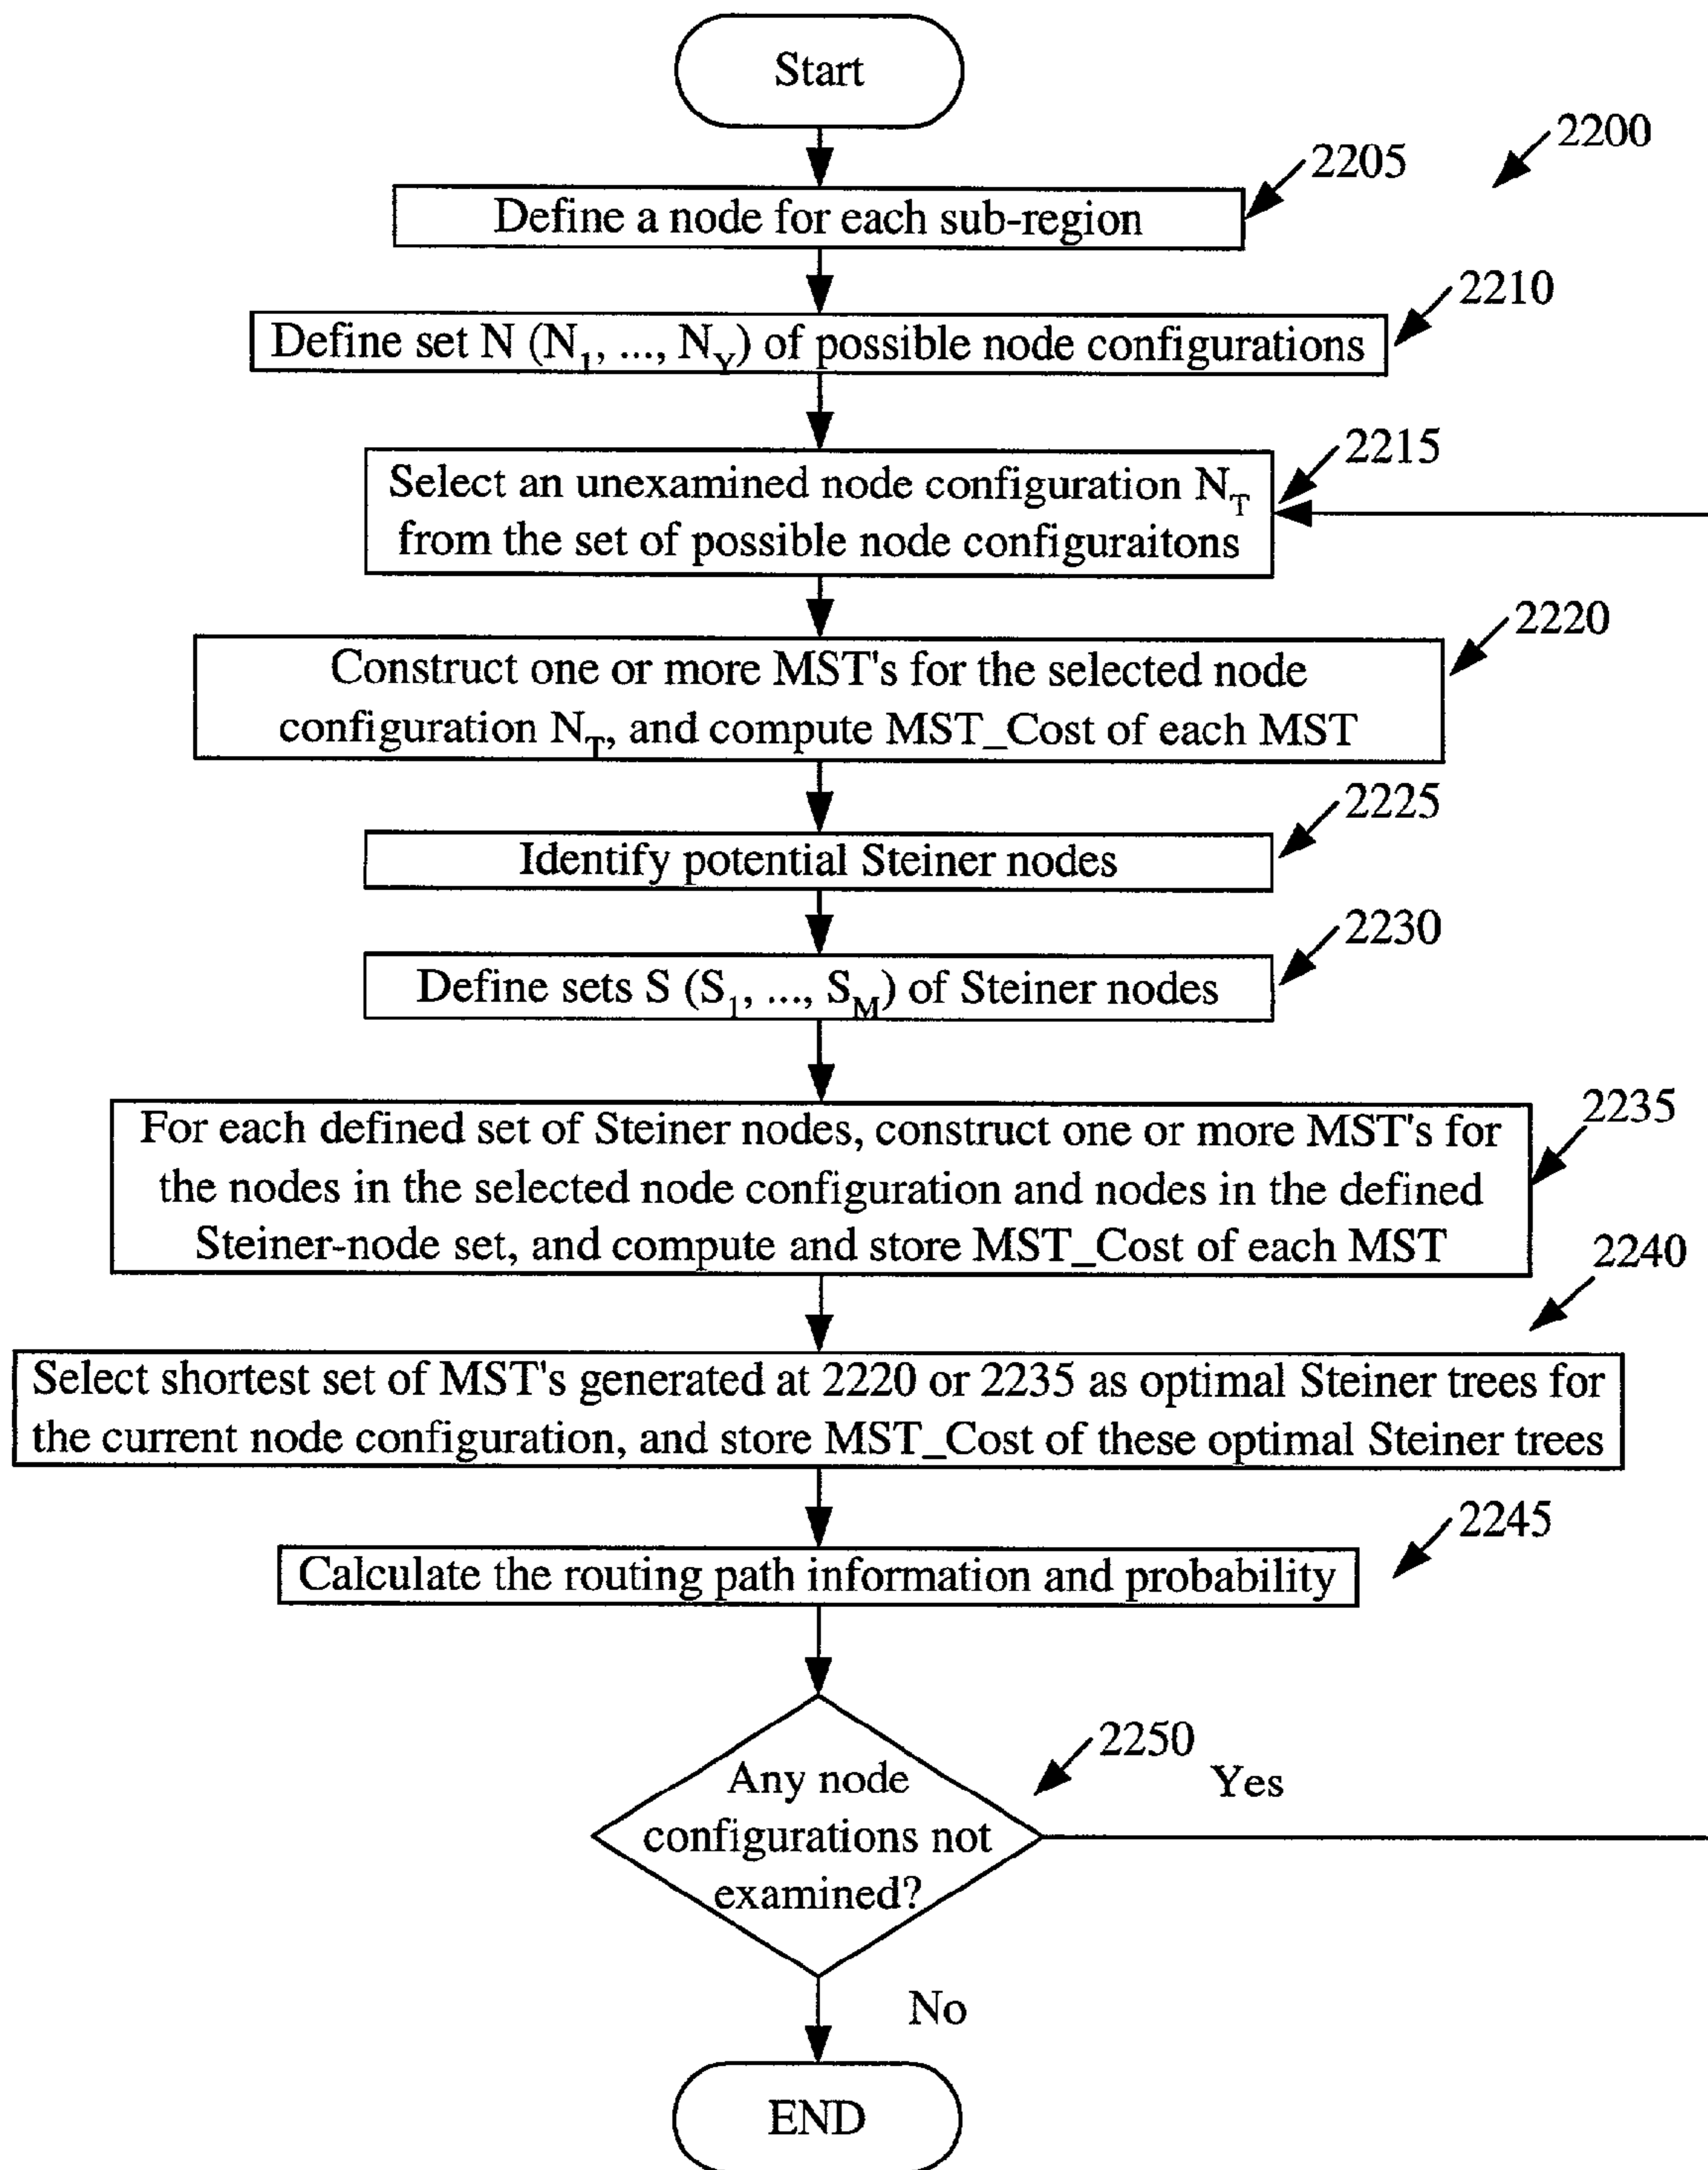 Start
2200
2205
Define a node for each sub-region
2210
Define set N (N1, ..., NY) of possible node configurations
2215
Select an unexamined node configuration NT
from the set of possible node configuraitons
2220
Construct one or more MST's for the selected node
configuration NT, and compute MST_Cost of each MST
2225
Identify potential Steiner nodes
2230
Define sets S (S1, ..., SM) of Steiner nodes
2235
For each defined set of Steiner nodes, construct one or more MST's for
the nodes in the selected node configuration and nodes in the defined
Steiner-node set, and compute and store MST_Cost of each MST
2240
Select shortest set of MST's generated at 2220 or 2235 as optimal Steiner trees for
the current node configuration, and store MST_Cost of these optimal Steiner trees
2245
Calculate the routing path information and probability
2250
Yes
Any node
configurations not
examined?
No
END